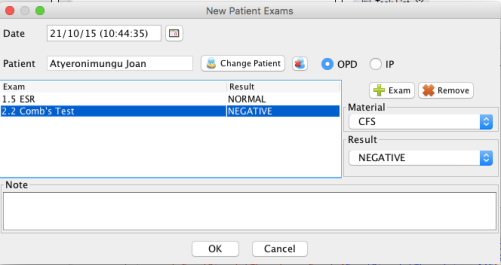 New Patient Exams
Date 21/10/15 (10:44:35)
Patient Atyeronimungu Joan Change Patient OPD IP
Exam Result
1.5 ESR NORMAL
2.2 Comb's Test NEGATIVE
Exam Remove
Material
CFS
Result
NEGATIVE
Note
OK Cancel